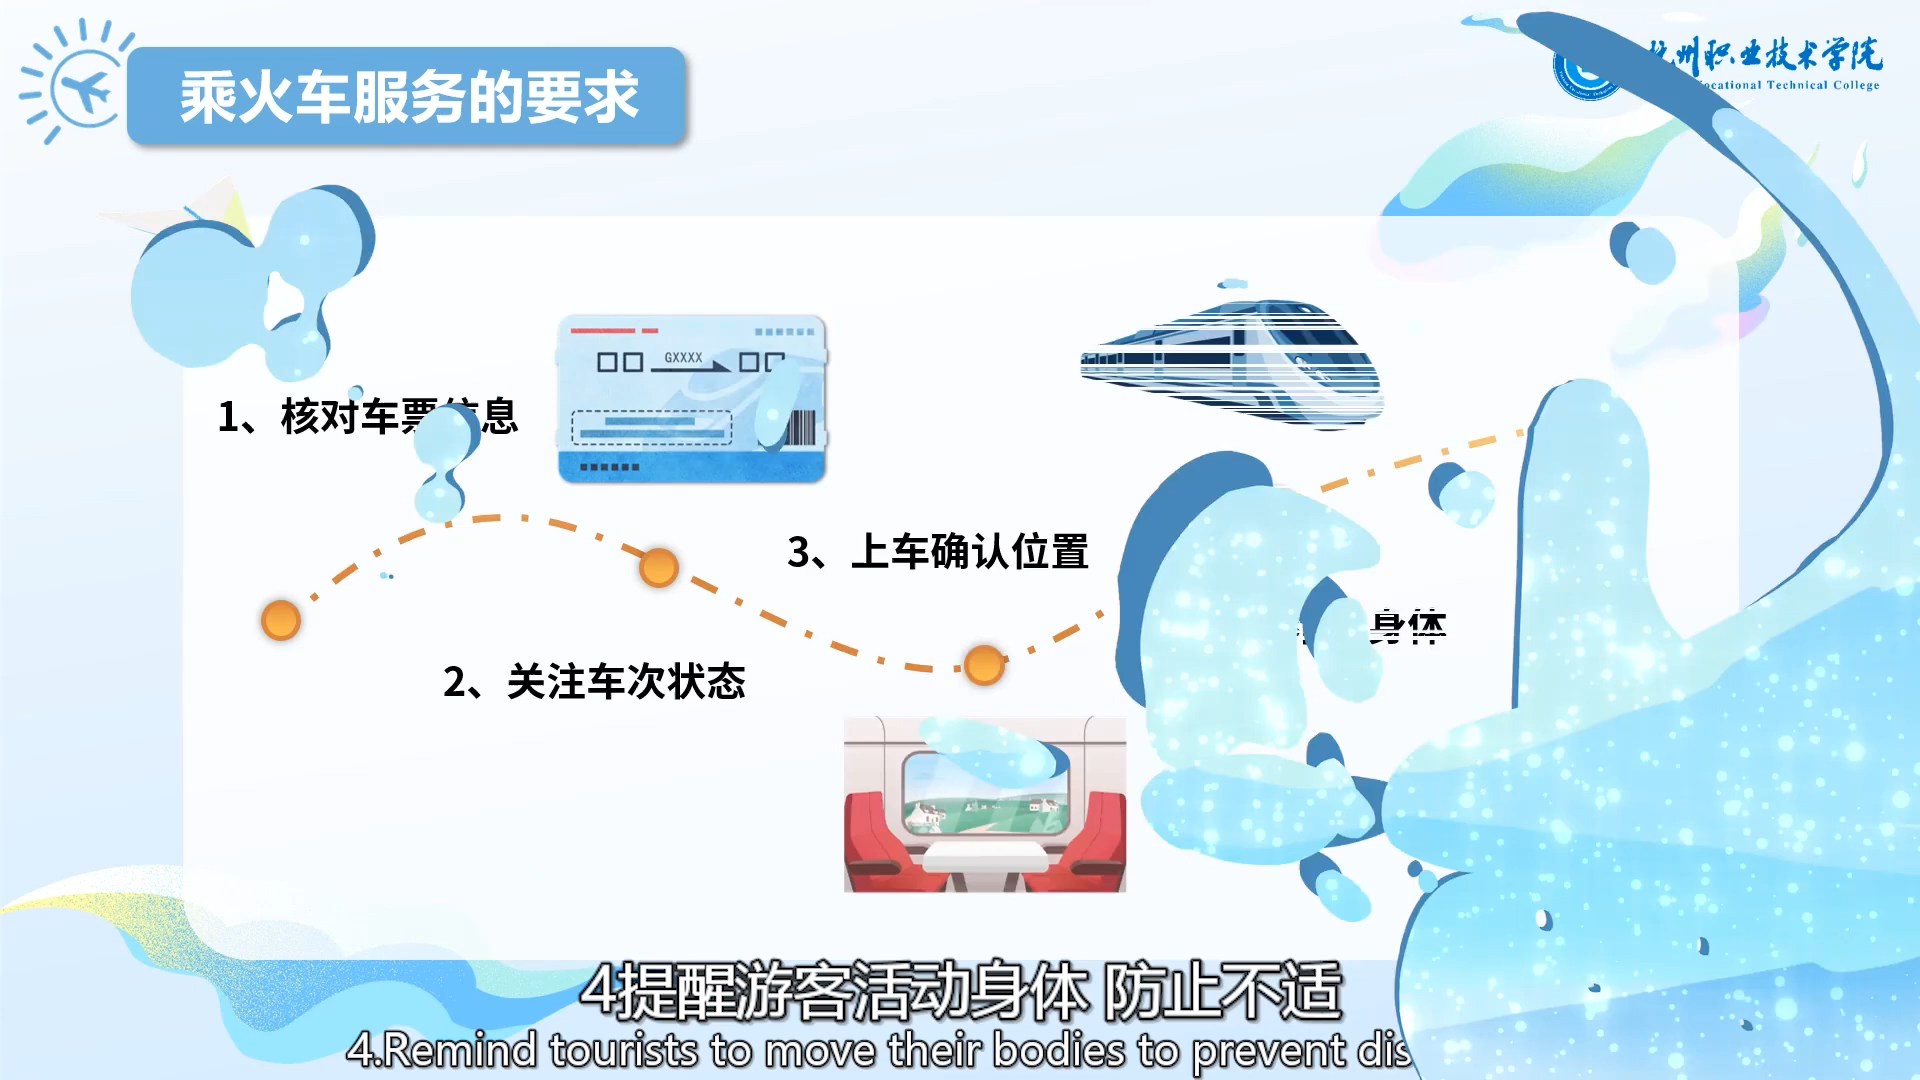 乘火车服务的要求
州职业技术学院
ocational Technical College
GXXXX
1、核对车票信息
3、上车确认位置
身体
2、关注车次状态
4提醒游客活动身体 防止不适
4.Remind tourists to move their bodies to prevent dis